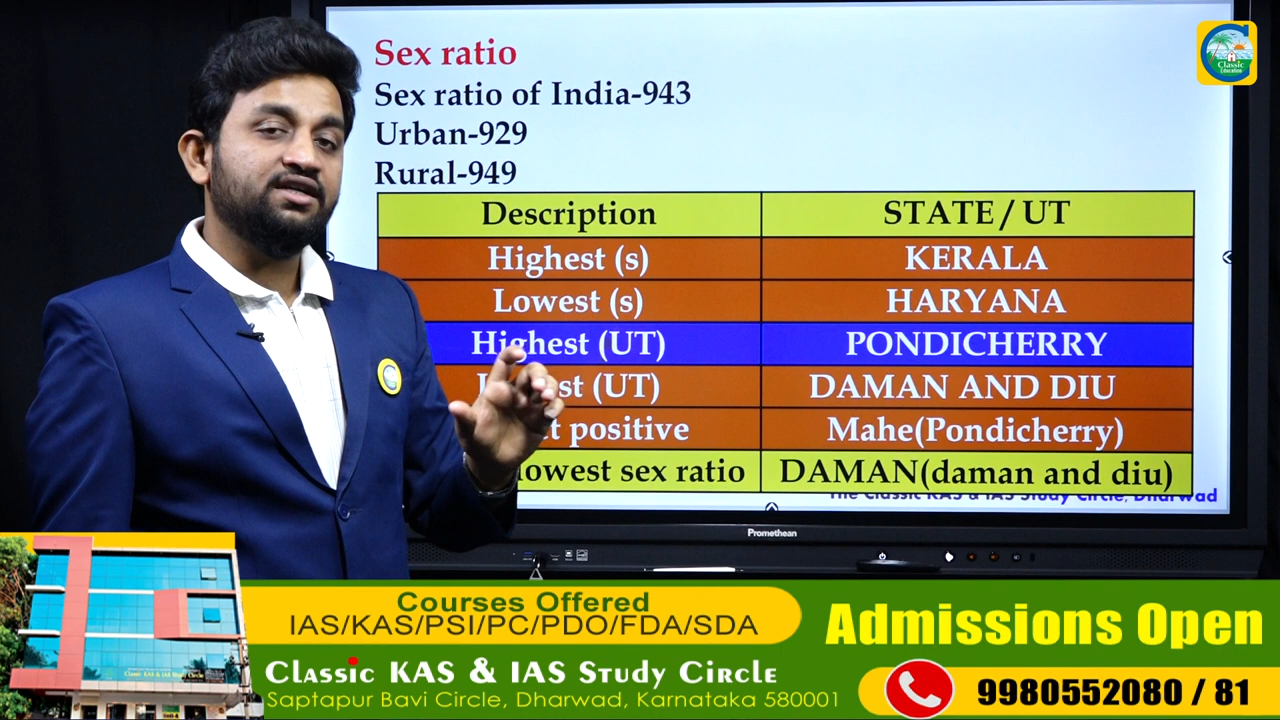 Sex ratio
Sex ratio of India-943
Urban-929
Rural-949
Description STATE / UT
Highest (s) KERALA
Lowest (s) HARYANA
Highest (UT) PONDICHERRY
(UT) DAMAN AND DIU
positive Mahe(Pondicherry)
lowest sex ratio DAMAN(daman and diu)
The Classic KAS & IAS Study Circle, Dharwad
Classic
Education
Promethean
Courses Offered
IAS/KAS/PSI/PC/PDO/FDA/SDA
Admissions Open
Classic KAS & IAS Study Circle
Saptapur Bavi Circle, Dharwad, Karnataka 580001
9980552080 / 81